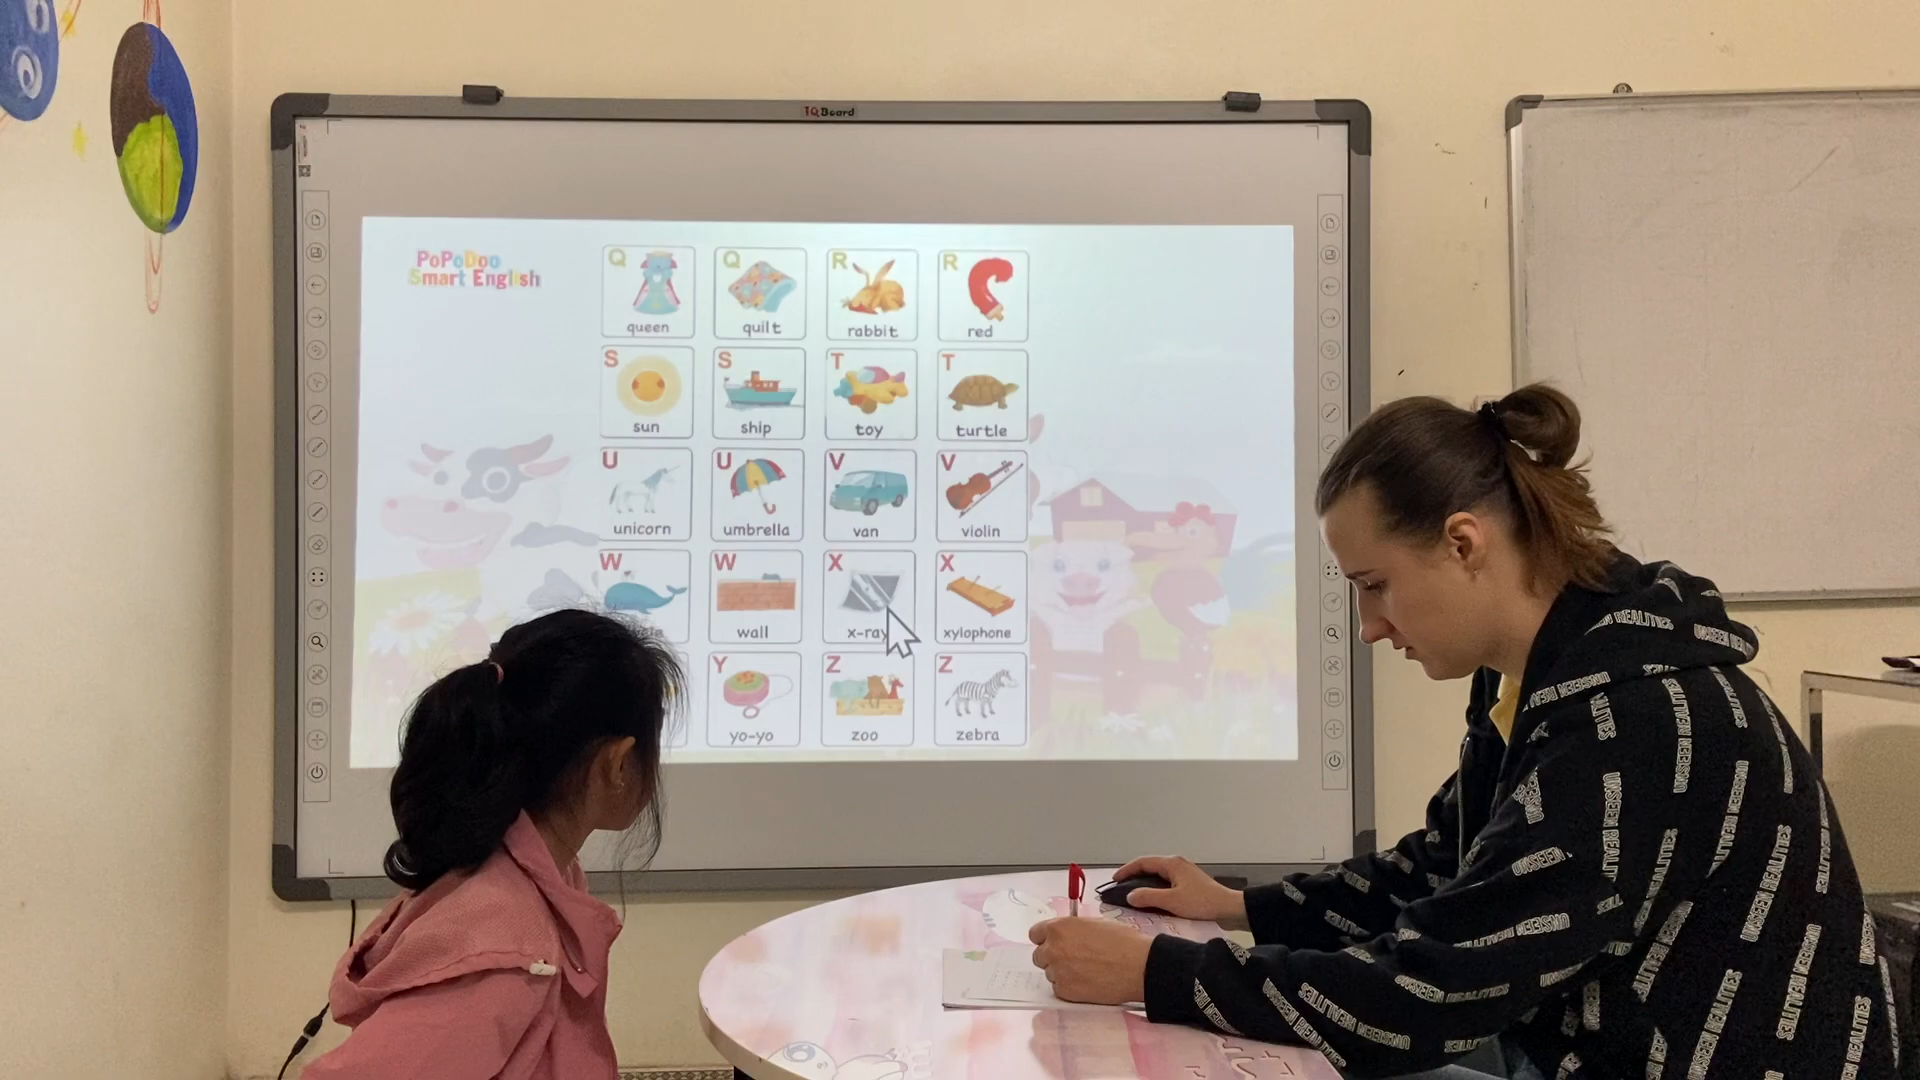 IQBoard
PoPoDoo
Smart English
Q Q R R
queen quilt rabbit red
S S T T
sun ship toy turtle
U U V V
unicorn umbrella van violin
W W X X
wall x-ray xylophone
Y Z Z
yo-yo zoo zebra
UNSEEN REALITIES